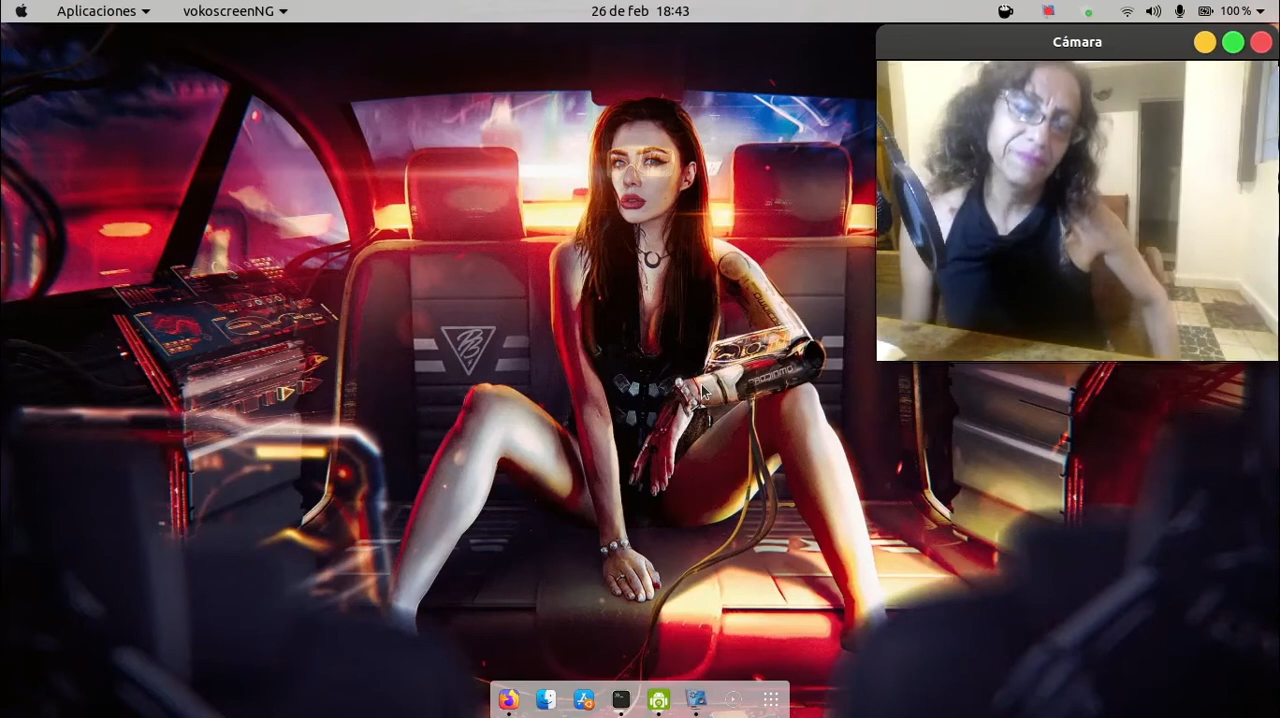 Aplicaciones
vokoscreenNG
26 de feb 18:43
100 %
Cámara